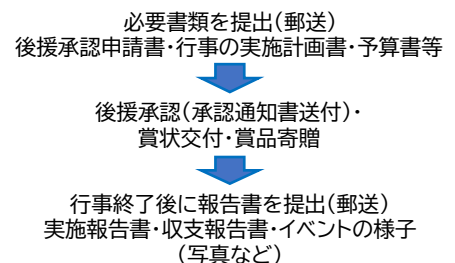 必要書類を提出(郵送)
後援承認申請書・行事の実施計画書・予算書等
後援承認(承認通知書送付)・
賞状交付・賞品寄贈
行事終了後に報告書を提出(郵送)
実施報告書・収支報告書・イベントの様子
(写真など)